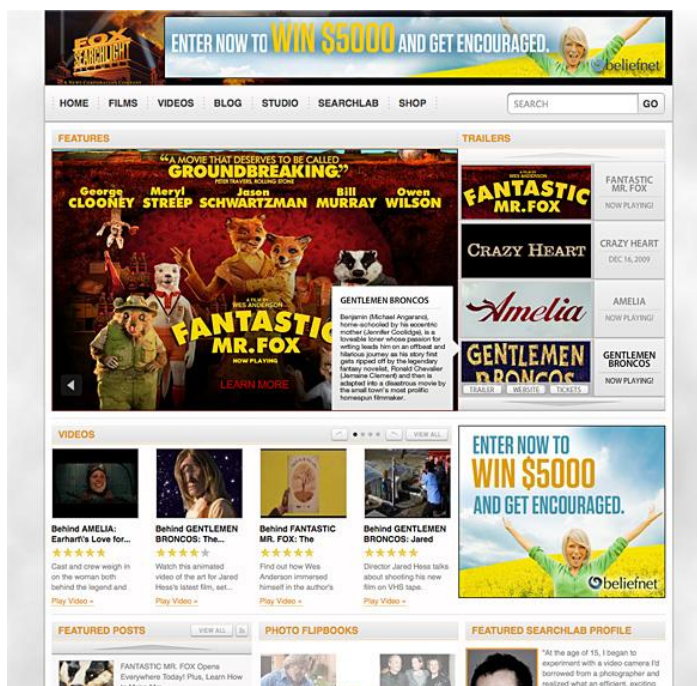 FOX
SEARCHLIGHT
PICTURES
A NEWS CORPORATION COMPANY
ENTER NOW TO WIN $5000 AND GET ENCOURAGED.
beliefnet
HOME FILMS VIDEOS BLOG STUDIO SEARCHLAB SHOP
SEARCH GO
FEATURES
"A MOVIE THAT DESERVES TO BE CALLED
GROUNDBREAKING."
PETER TRAVERS, ROLLING STONE
George Meryl Jason Bill Owen
CLOONEY STREEP SCHWARTZMAN MURRAY WILSON
A FILM BY
WES ANDERSON
FANTASTIC
MR. FOX
NOW PLAYING
LEARN MORE
GENTLEMEN BRONCOS
Benjamin (Michael Angarano),
home-schooled by his eccentric
mother (Jennifer Coolidge), is a
loveable loner whose passion for
writing leads him on an offbeat and
hilarious journey as his story first
gets ripped off by the legendary
fantasy novelist, Ronald Chevalier
(Jemaine Clement) and then is
adapted into a disastrous movie by
the small town's most prolific
homespun filmmaker.
TRAILERS
A FILM BY
WES ANDERSON
FANTASTIC
MR.FOX
FANTASTIC
MR. FOX
NOW PLAYING!
CRAZY HEART
CRAZY HEART
DEC 16, 2009
Amelia
AMELIA
NOW PLAYING!
GENTLEMEN
BRONCOS
TRAILER WEBSITE TICKETS
GENTLEMEN
BRONCOS
NOW PLAYING!
VIDEOS
VIEW ALL
Behind AMELIA:
Earhart\'s Love for...
Cast and crew weigh in
on the woman both
behind the legend and
Play Video »
Behind GENTLEMEN
BRONCOS: The...
Watch this animated
video of the art for Jared
Hess's latest film, set...
Play Video »
Behind FANTASTIC
MR. FOX: The
Find out how Wes
Anderson immersed
himself in the author's
Play Video »
Behind GENTLEMEN
BRONCOS: Jared
Director Jared Hess talks
about shooting his new
film on VHS tape.
Play Video »
ENTER NOW TO
WIN $5000
AND GET ENCOURAGED.
beliefnet
FEATURED POSTS
VIEW ALL
FANTASTIC MR. FOX Opens
Everywhere Today! Plus, Learn How
PHOTO FLIPBOOKS
FEATURED SEARCHLAB PROFILE
"At the age of 15, I began to
experiment with a video camera I'd
borrowed from a photographer and
realized what an efficient, exciting